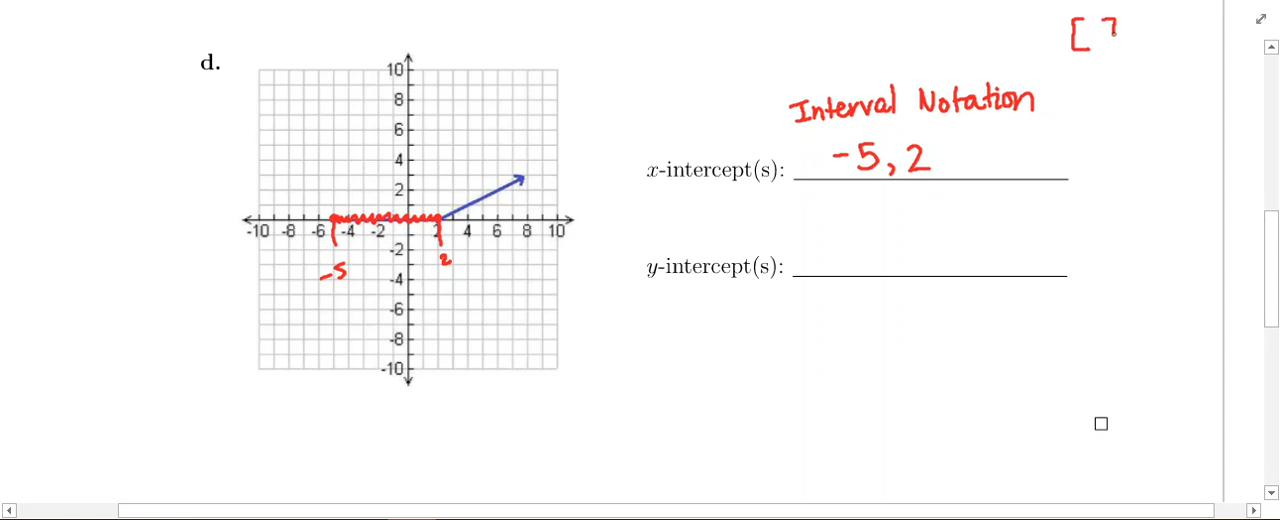 [ 7
d.
Interval Notation
x-intercept(s): -5, 2
y-intercept(s):
10
8
6
4
2
-10 -8 -6 -4 -2 2 4 6 8 10
-2
-4
-6
-8
-10
-5
2